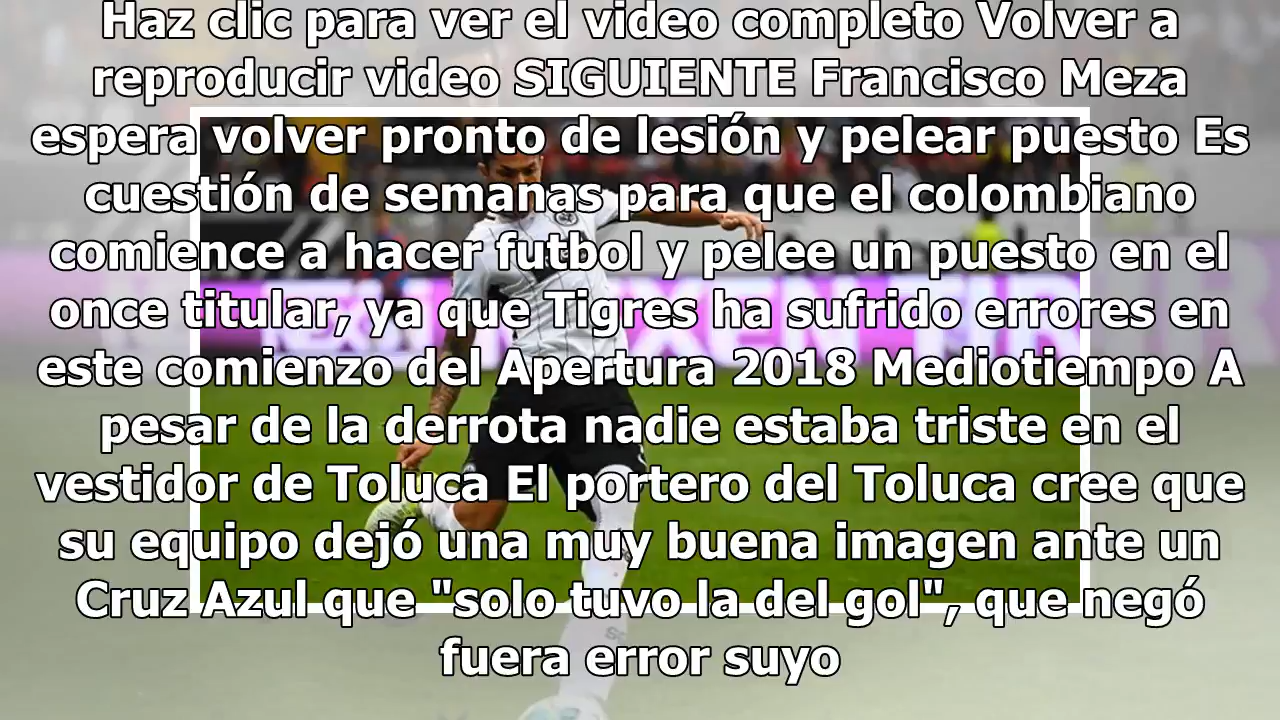 Haz clic para ver el video completo Volver a
reproducir video SIGUIENTE Francisco Meza
espera volver pronto de lesión y pelear puesto Es
cuestión de semanas para que el colombiano
comience a hacer futbol y pelee un puesto en el
once titular, ya que Tigres ha sufrido errores en
este comienzo del Apertura 2018 Mediotiempo A
pesar de la derrota nadie estaba triste en el
vestidor de Toluca El portero del Toluca cree que
su equipo dejó una muy buena imagen ante un
Cruz Azul que "solo tuvo la del gol", que negó
fuera error suyo